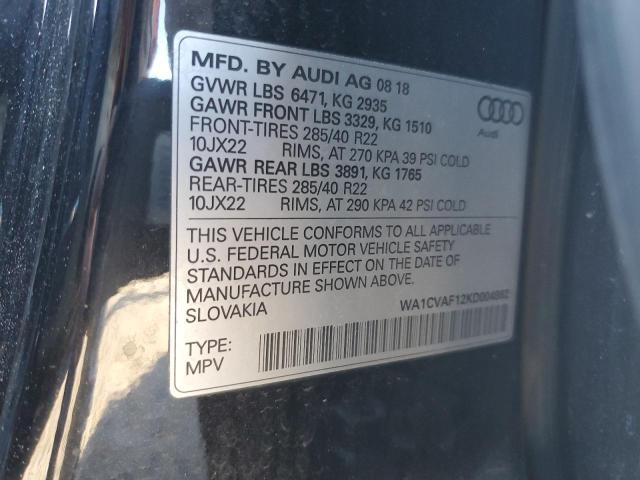 MFD. BY AUDI AG 08 18
GVWR LBS 6471, KG 2935
GAWR FRONT LBS 3329, KG 1510
FRONT-TIRES 285/40 R22
10JX22 RIMS, AT 270 KPA 39 PSI COLD
GAWR REAR LBS 3891, KG 1765
REAR-TIRES 285/40 R22
10JX22 RIMS, AT 290 KPA 42 PSI COLD
Audi
THIS VEHICLE CONFORMS TO ALL APPLICABLE
U.S. FEDERAL MOTOR VEHICLE SAFETY
STANDARDS IN EFFECT ON THE DATE OF
MANUFACTURE SHOWN ABOVE.
SLOVAKIA
TYPE:
MPV